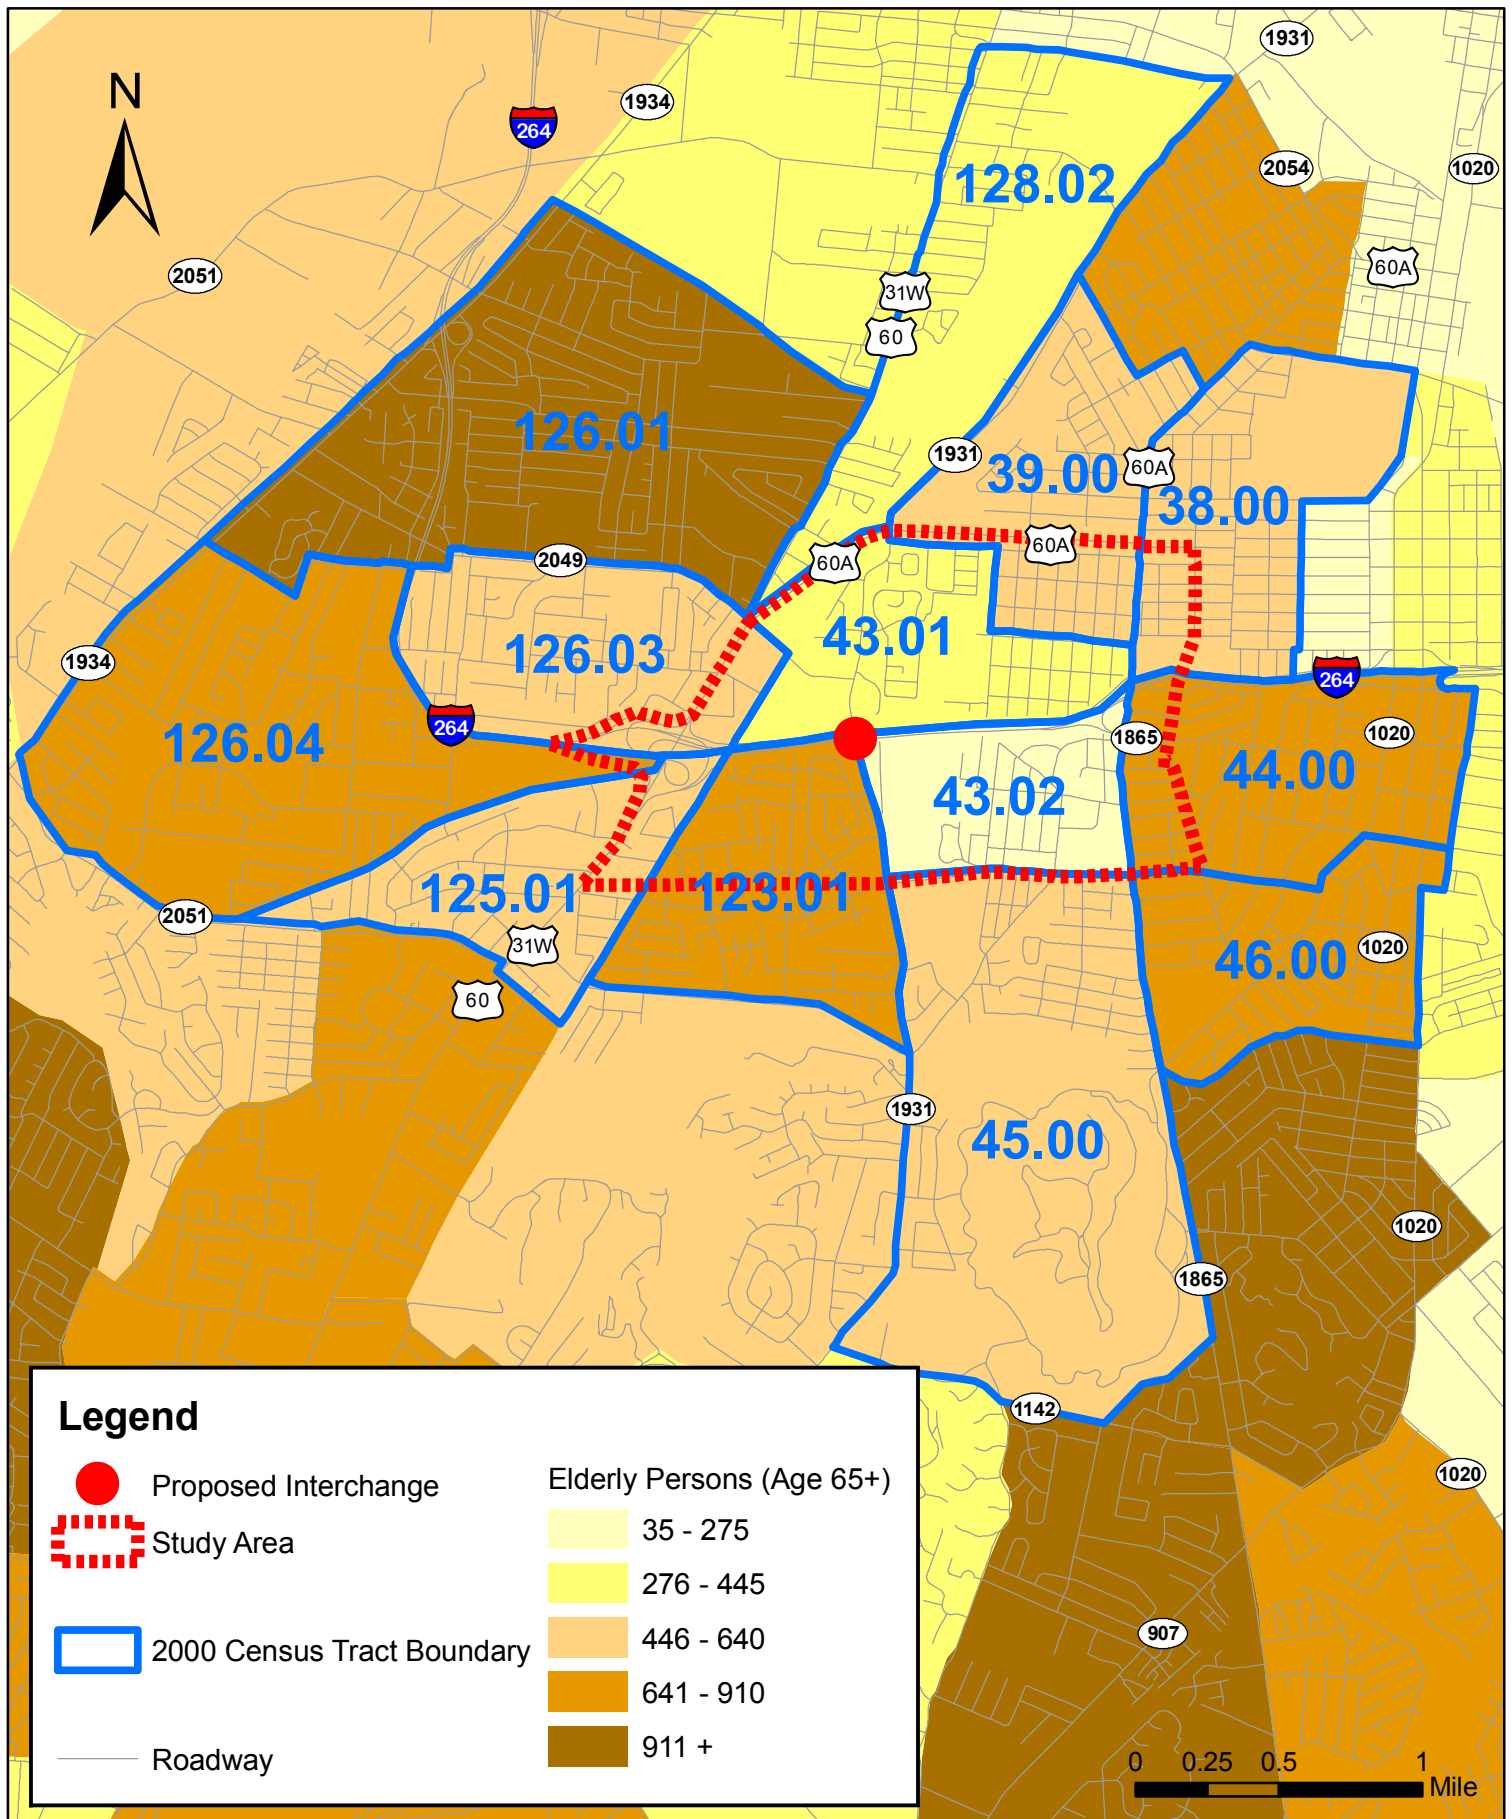 1931
N
1934
264
2054
1020
128.02
60A
2051
31W
60
126.01
1931
39.00
60A
38.00
2049
60A
60A
126.03
43.01
1934
264
264
126.04
1865
1020
44.00
43.02
125.01
123.01
2051
31W
1020
46.00
60
1931
45.00
1020
1865
1142
Legend
Proposed Interchange
Study Area
2000 Census Tract Boundary
Roadway
Elderly Persons (Age 65+)
35 - 275
276 - 445
446 - 640
641 - 910
911 +
1020
907
0 0.25 0.5 1
Mile